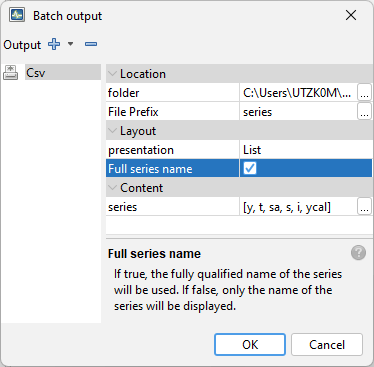 Batch output
Output
Csv
Location
folder C:\Users\UTZK0M\... ...
File Prefix series
Layout
presentation List
Full series name
Content
series [y, t, sa, s, i, ycal] ...
Full series name
If true, the fully qualified name of the series
will be used. If false, only the name of the
series will be displayed.
OK Cancel